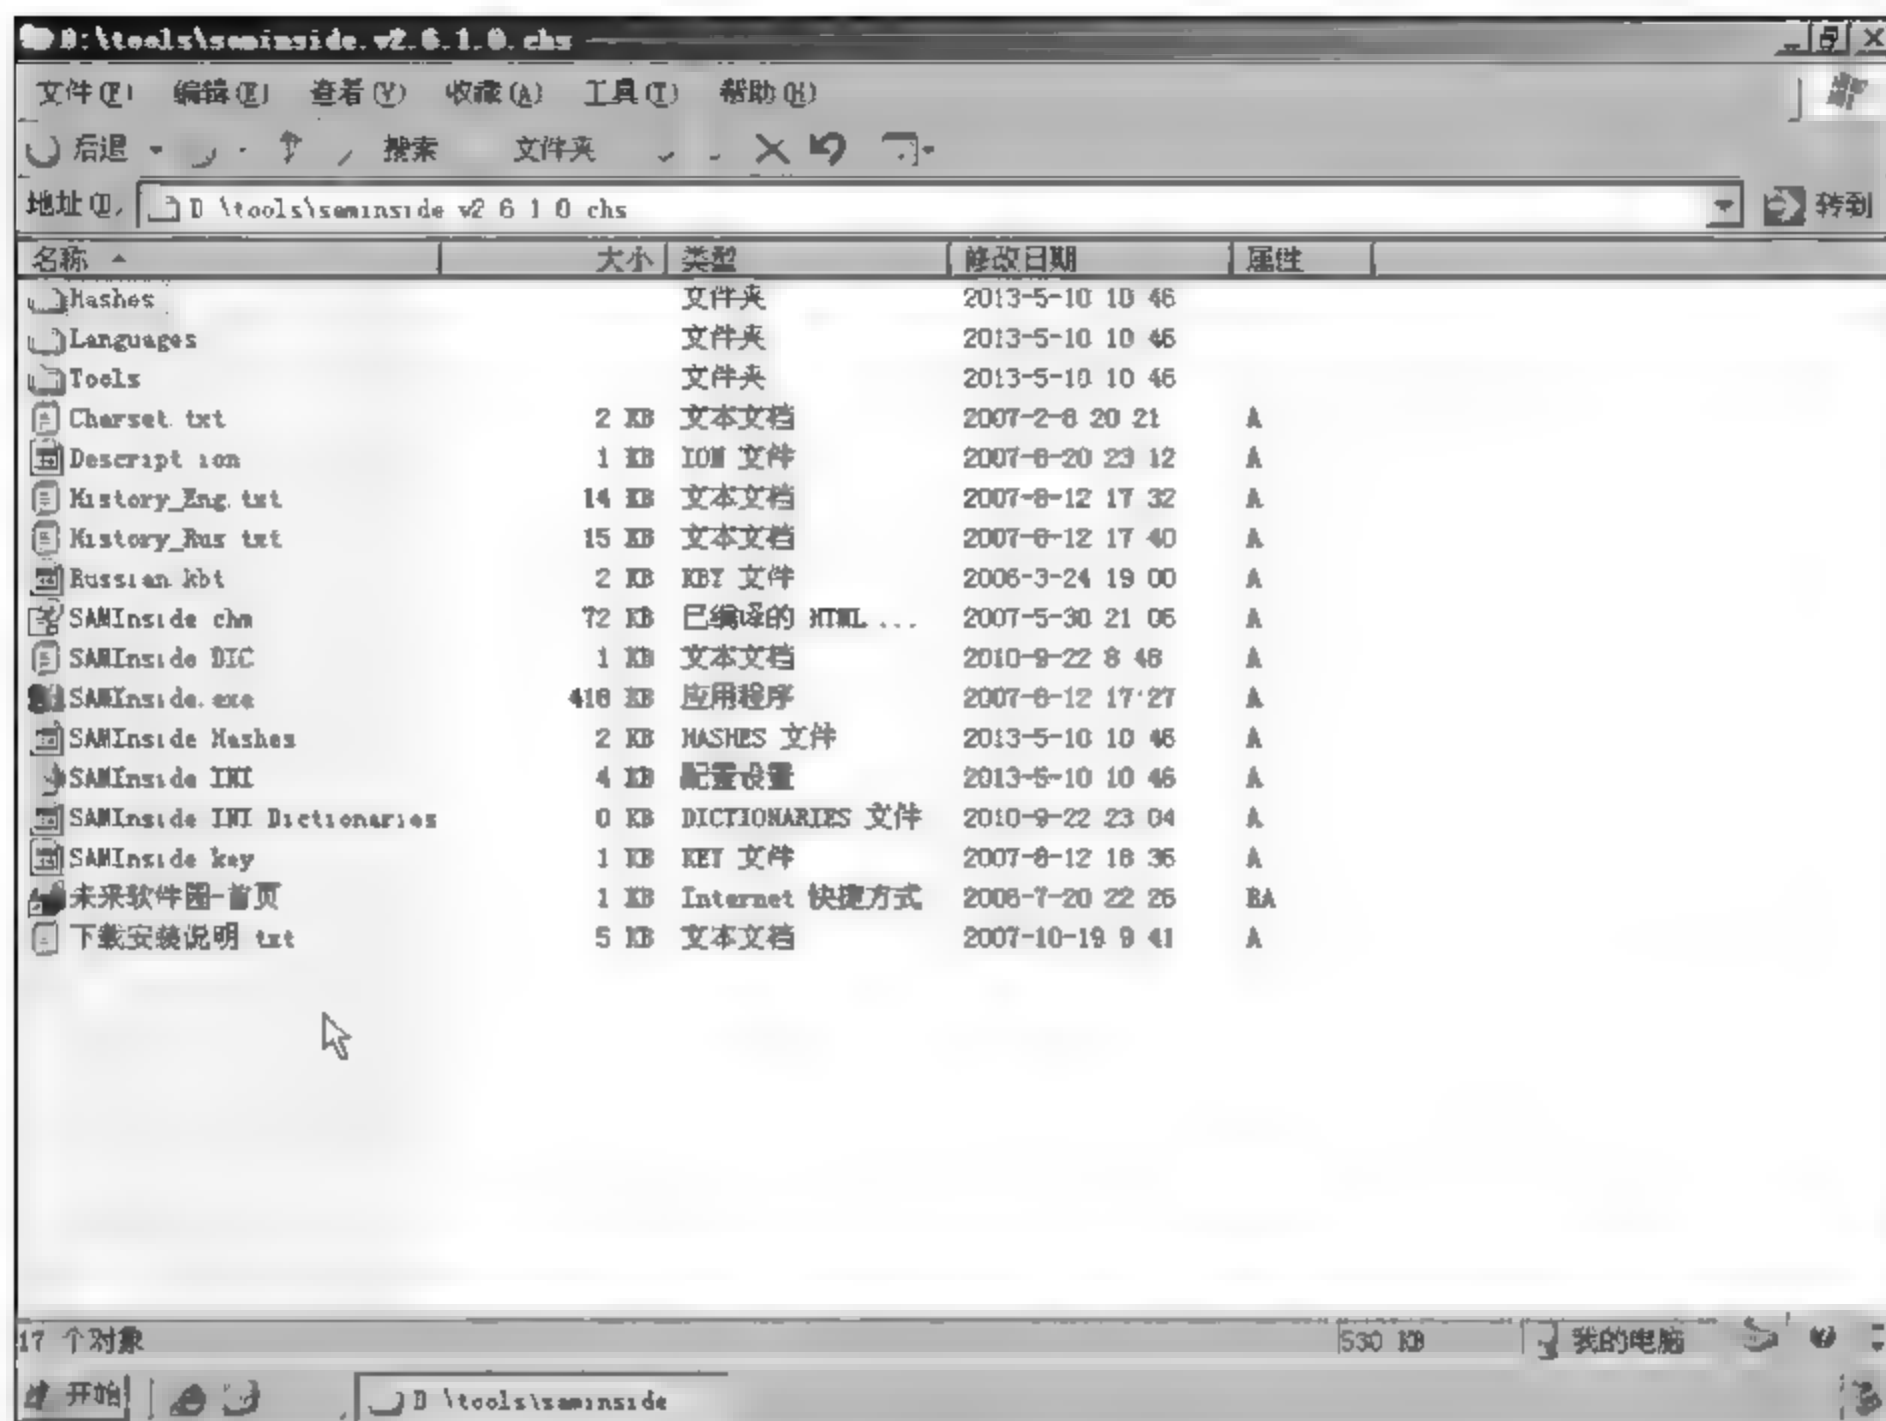 D:\tools\saminside.v2.6.1.0.chs
文件(F) 编辑(E) 查看(V) 收藏(A) 工具(T) 帮助(H)
后退 搜索 文件夹
地址(D) D:\tools\saminside.v2.6.1.0.chs 转到
名称 大小 类型 修改日期 属性
Hashes 文件夹 2013-5-10 10:46
Languages 文件夹 2013-5-10 10:46
Tools 文件夹 2013-5-10 10:46
Charset.txt 2 KB 文本文档 2007-2-8 20:21 A
Descript.ion 1 KB ION 文件 2007-8-20 23:12 A
History_Eng.txt 14 KB 文本文档 2007-8-12 17:32 A
History_Rus.txt 15 KB 文本文档 2007-8-12 17:40 A
Russian.kbt 2 KB KBT 文件 2006-3-24 19:00 A
SAMInside.chm 72 KB 已编译的 HTML ... 2007-5-30 21:06 A
SAMInside.DIC 1 KB 文本文档 2010-9-22 8:48 A
SAMInside.exe 416 KB 应用程序 2007-8-12 17:27 A
SAMInside.Hashes 2 KB HASHES 文件 2013-5-10 10:46 A
SAMInside.INI 4 KB 配置设置 2013-5-10 10:46 A
SAMInside.INI.Dictionaries 0 KB DICTIONARIES 文件 2010-9-22 23:04 A
SAMInside.key 1 KB KEY 文件 2007-8-12 18:36 A
未来软件园-首页 1 KB Internet 快捷方式 2006-7-20 22:26 RA
下载安装说明.txt 5 KB 文本文档 2007-10-19 9:41 A
17 个对象 530 KB 我的电脑
开始 D:\tools\saminside